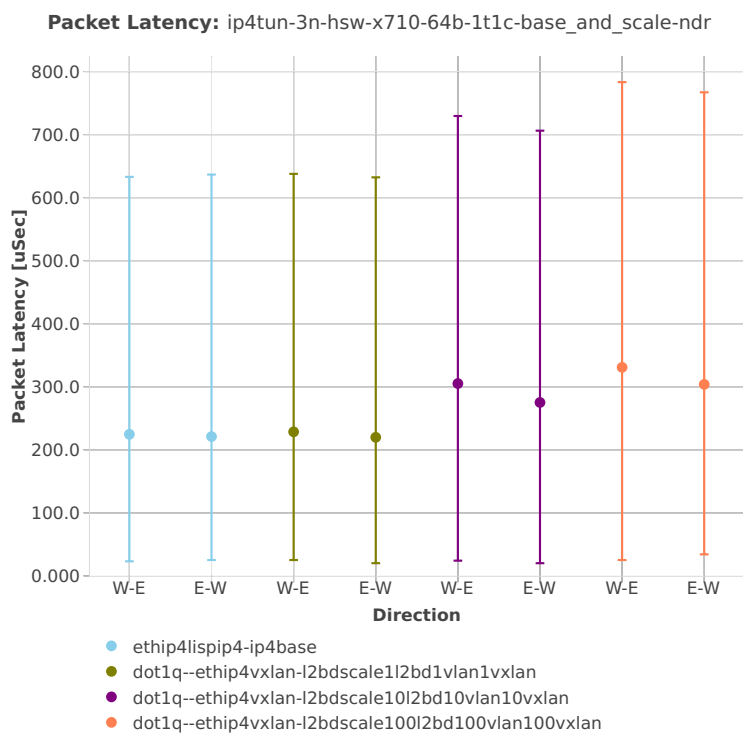 Packet Latency: ip4tun-3n-hsw-x710-64b-1t1c-base_and_scale-ndr
800.0
700.0
600.0
500.0
400.0
300.0
200.0
100.0
0.000
Packet Latency [uSec]
W-E E-W W-E E-W W-E E-W W-E E-W
Direction
ethip4lispip4-ip4base
dot1q--ethip4vxlan-l2bdscale1l2bd1vlan1vxlan
dot1q--ethip4vxlan-l2bdscale10l2bd10vlan10vxlan
dot1q--ethip4vxlan-l2bdscale100l2bd100vlan100vxlan